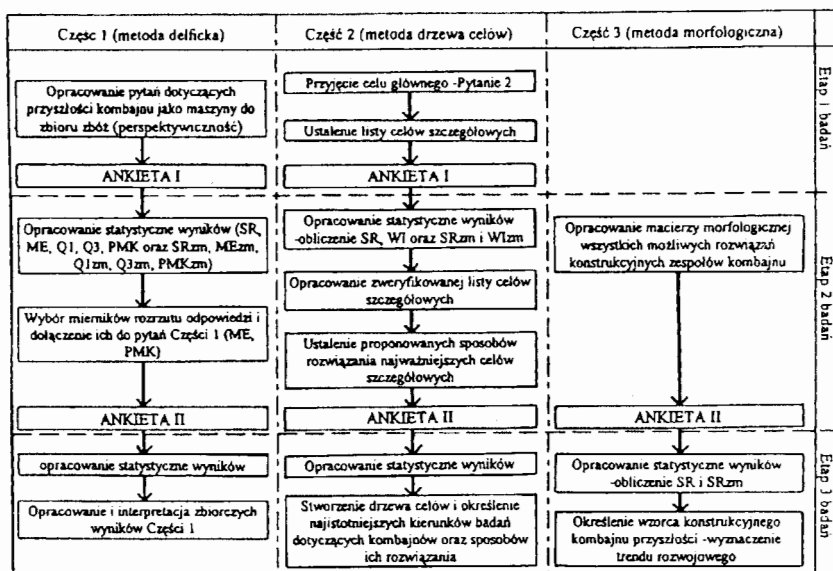 Częsc 1 (metoda delficka)
Część 2 (metoda drzewa celów)
Część 3 (metoda morfologiczna)
Opracowanie pytań dotyczących
przyszłości kombajnu jako maszyny do
zbioru zbóż (perspektywiczność)
ANKIETA I
Opracowanie statystyczne wyników (SR,
ME, Q1, Q3, PMK oraz SRzm, MEzm,
Q1zm, Q3zm, PMKzm)
Wybór mierników rozrzutu odpowiedzi i
dołączenie ich do pytań Części 1 (ME,
PMK)
ANKIETA II
opracowanie statystyczne wyników
Opracowanie i interpretacja zbiorczych
wyników Części 1
Przyjęcie celu głównego -Pytanie 2
Ustalenie listy celów szczegółowych
ANKIETA I
Opracowanie statystyczne wyników
-obliczenie SR, WI oraz SRzm i WIzm
Opracowanie zweryfikowanej listy celów
szczegółowych
Ustalenie proponowanych sposobów
rozwiązania najważniejszych celów
szczegółowych
ANKIETA II
Opracowanie statystyczne wyników
Stworzenie drzewa celów i określenie
najistotniejszych kierunków badań
dotyczących kombajnów oraz sposobów
ich rozwiązania
Opracowanie macierzy morfologicznej
wszystkich możliwych rozwiązań
konstrukcyjnych zespołów kombajnu
ANKIETA II
Opracowanie statystyczne wyników
-obliczenie SR i SRzm
Określenie wzorca konstrukcyjnego
kombajnu przyszłości -wyznaczenie
trendu rozwojowego
Etap 1 badań
Etap 2 badań
Etap 3 badań